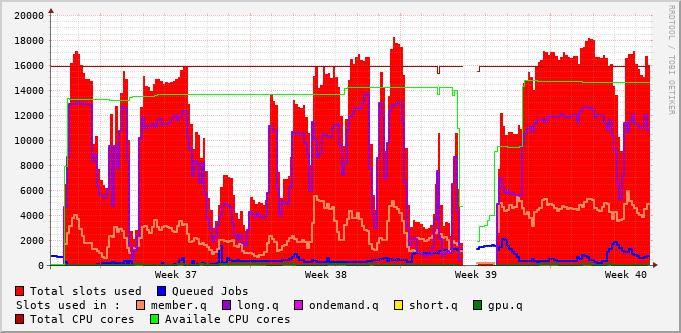 20000
18000
16000
14000
12000
10000
8000
6000
4000
2000
0
Week 37 Week 38 Week 39 Week 40
RRDTOOL / TOBI OETIKER
Total slots used Queued Jobs
Slots used in : member.q long.q ondemand.q short.q gpu.q
Total CPU cores Availale CPU cores